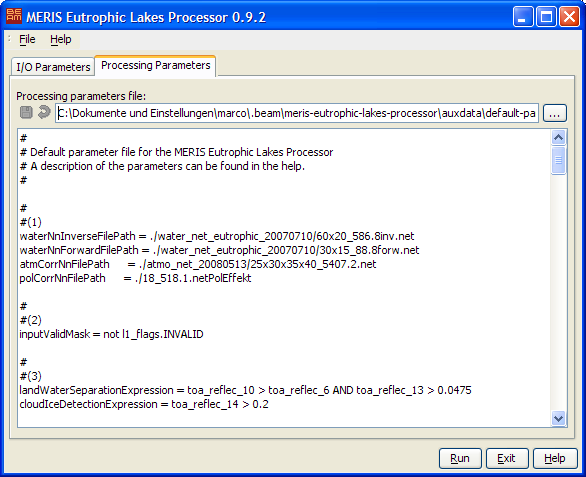 BEAM MERIS Eutrophic Lakes Processor 0.9.2
File Help
I/O Parameters Processing Parameters
Processing parameters file:
C:\Dokumente und Einstellungen\marco\.beam\meris-eutrophic-lakes-processor\auxdata\default-pa ...
#
# Default parameter file for the MERIS Eutrophic Lakes Processor
# A description of the parameters can be found in the help.
#
#
#(1)
waterNnInverseFilePath = ./water_net_eutrophic_20070710/60x20_586.8inv.net
waterNnForwardFilePath = ./water_net_eutrophic_20070710/30x15_88.8forw.net
atmCorrNnFilePath = ./atmo_net_20080513/25x30x35x40_5407.2.net
polCorrNnFilePath = ./18_518.1.netPolEffekt
#
#(2)
inputValidMask = not l1_flags.INVALID
#
#(3)
landWaterSeparationExpression = toa_reflec_10 > toa_reflec_6 AND toa_reflec_13 > 0.0475
cloudIceDetectionExpression = toa_reflec_14 > 0.2
Run Exit Help